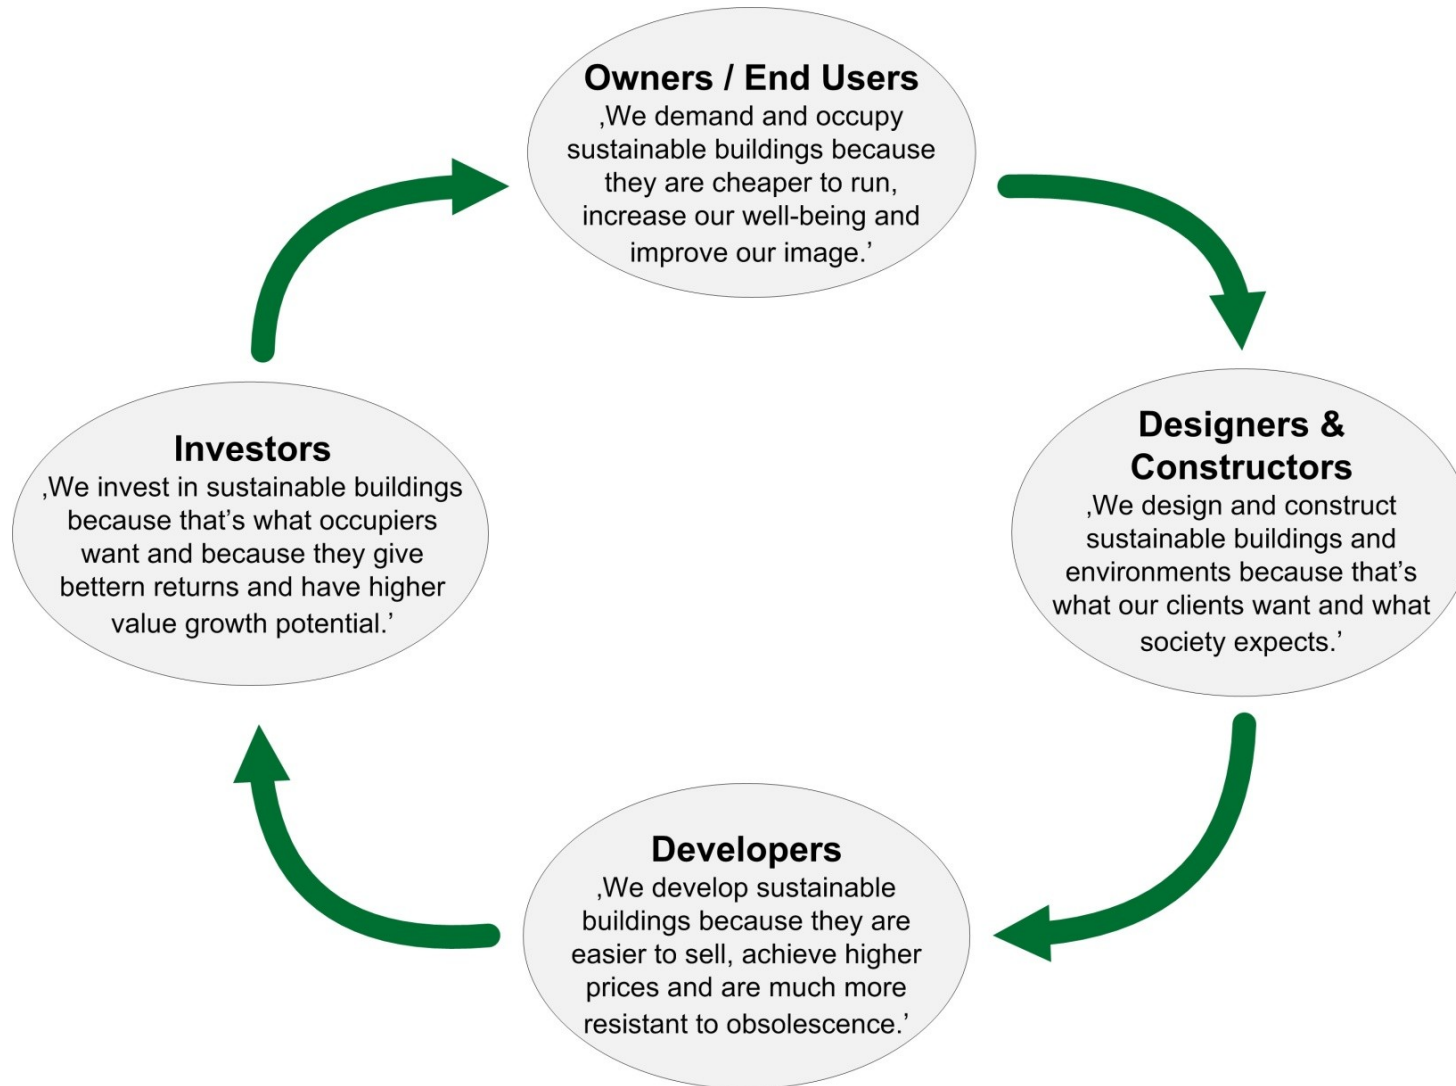 Owners / End Users
‚We demand and occupy
sustainable buildings because
they are cheaper to run,
increase our well-being and
improve our image.’
Designers &
Constructors
‚We design and construct
sustainable buildings and
environments because that’s
what our clients want and what
society expects.’
Developers
‚We develop sustainable
buildings because they are
easier to sell, achieve higher
prices and are much more
resistant to obsolescence.’
Investors
‚We invest in sustainable buildings
because that’s what occupiers
want and because they give
bettern returns and have higher
value growth potential.’